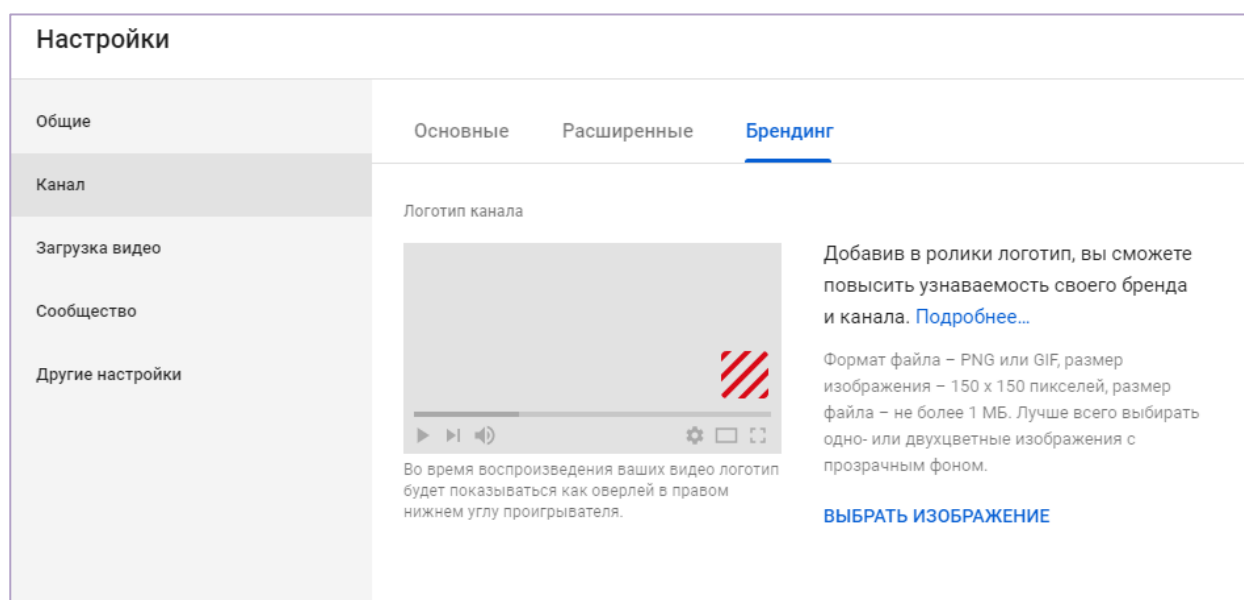 Настройки
Общие
Канал
Загрузка видео
Сообщество
Другие настройки
Основные Расширенные Брендинг
Логотип канала
Во время воспроизведения ваших видео логотип
будет показываться как оверлей в правом
нижнем углу проигрывателя.
Добавив в ролики логотип, вы сможете
повысить узнаваемость своего бренда
и канала. Подробнее…
Формат файла – PNG или GIF, размер
изображения – 150 x 150 пикселей, размер
файла – не более 1 МБ. Лучше всего выбирать
одно- или двухцветные изображения с
прозрачным фоном.
ВЫБРАТЬ ИЗОБРАЖЕНИЕ